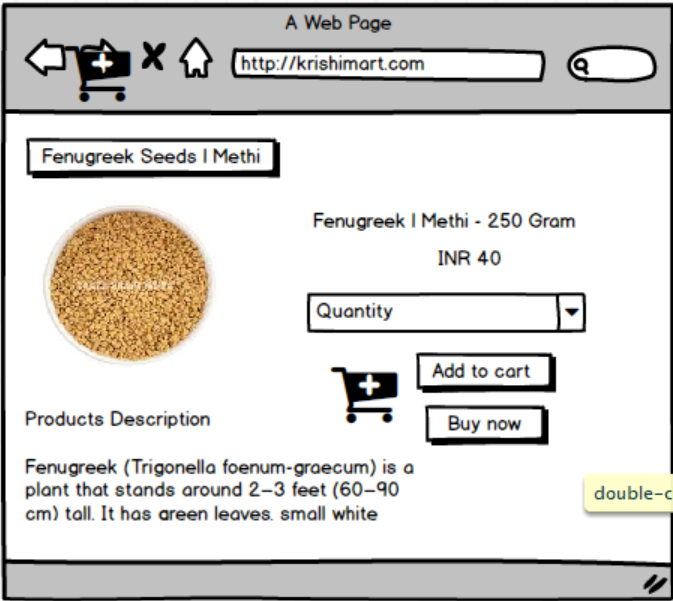 A Web Page
http://krishimart.com
Fenugreek Seeds | Methi
Fenugreek | Methi - 250 Gram
INR 40
Quantity
Add to cart
Buy now
Products Description
Fenugreek (Trigonella foenum-graecum) is a
plant that stands around 2–3 feet (60–90
cm) tall. It has green leaves, small white
double-c